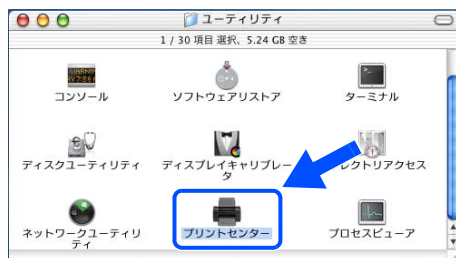 ユーティリティ
1 / 30 項目 選択、5.24 GB 空き
コンソール
ソフトウェアリストア
ターミナル
ディスクユーティリティ
ディスプレイキャリブレー
タ
レクトリアクセス
ネットワークユーティリ
ティ
プリントセンター
プロセスビューア